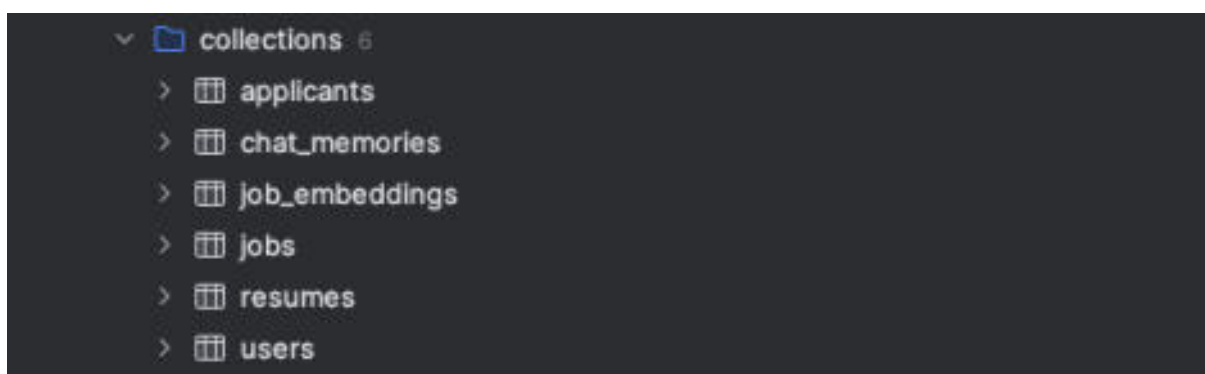 collections 6
applicants
chat_memories
job_embeddings
jobs
resumes
users